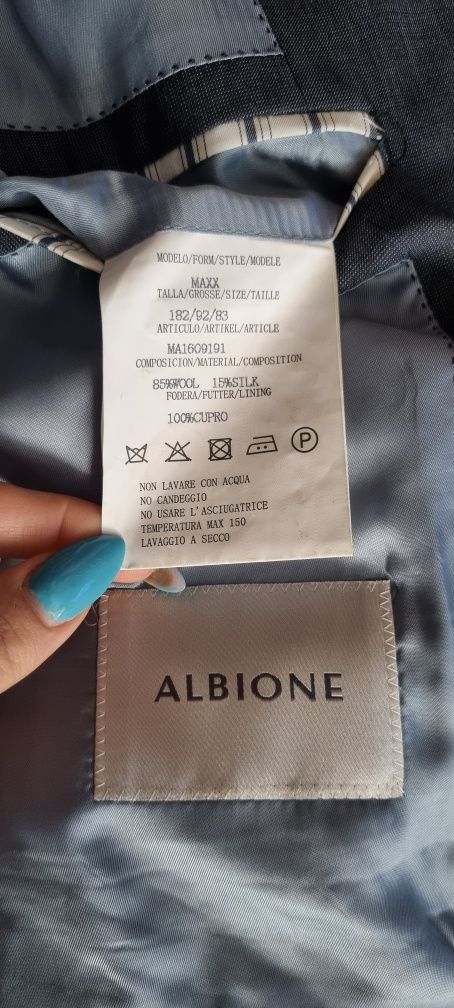 MODELO/FORM/STYLE/MODELE
MAXX
TALLA/GROSSE/SIZE/TAILLE
182/92/83
ARTICULO/ARTIKEL/ARTICLE
MA1609191
COMPOSICION/MATERIAL/COMPOSITION
85%WOOL 15%SILK
FODERA/FUTTER/LINING
100%CUPRO
P
NON LAVARE CON ACQUA
NO CANDEGGIO
NO USARE L'ASCIUGATRICE
TEMPERATURA MAX 150
LAVAGGIO A SECCO
ALBIONE